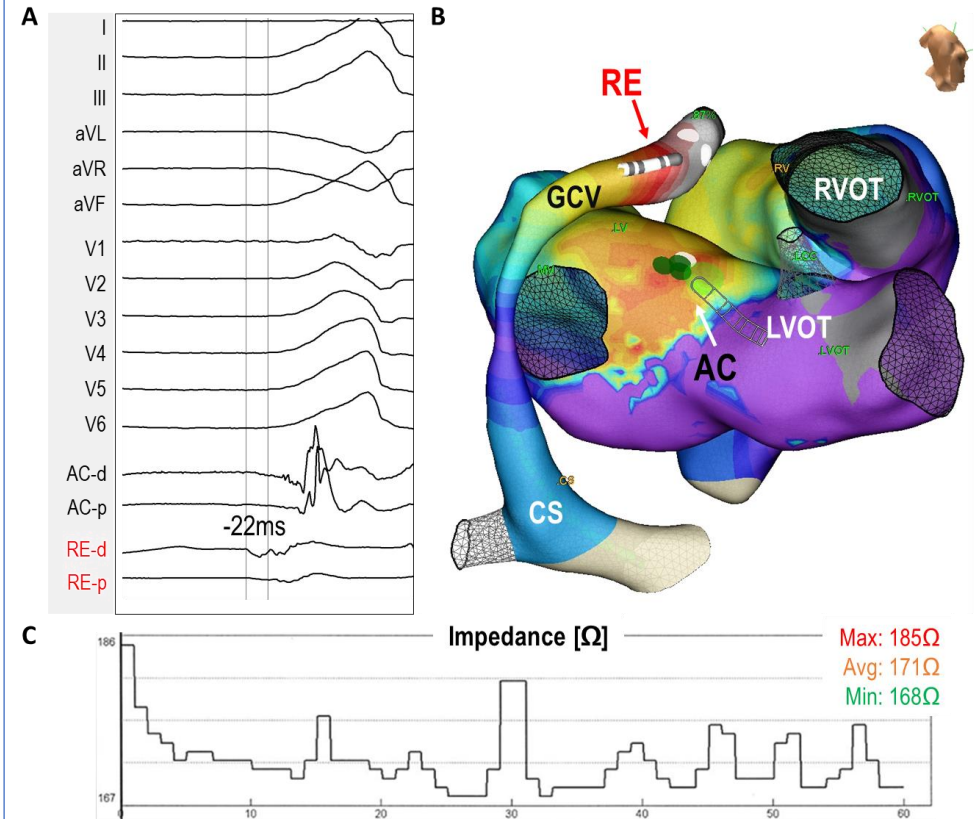 A
I
II
III
aVL
aVR
aVF
V1
V2
V3
V4
V5
V6
AC-d
AC-p
-22ms
RE-d
RE-p
B
RE
GCV
RV
RVOT
.RVOT
.LV
MV
LVOT
.LVOT
AC
CS
CS
C
Impedance [Ω]
Max: 185Ω
Avg: 171Ω
Min: 168Ω
186
167
0
10
20
30
40
50
60